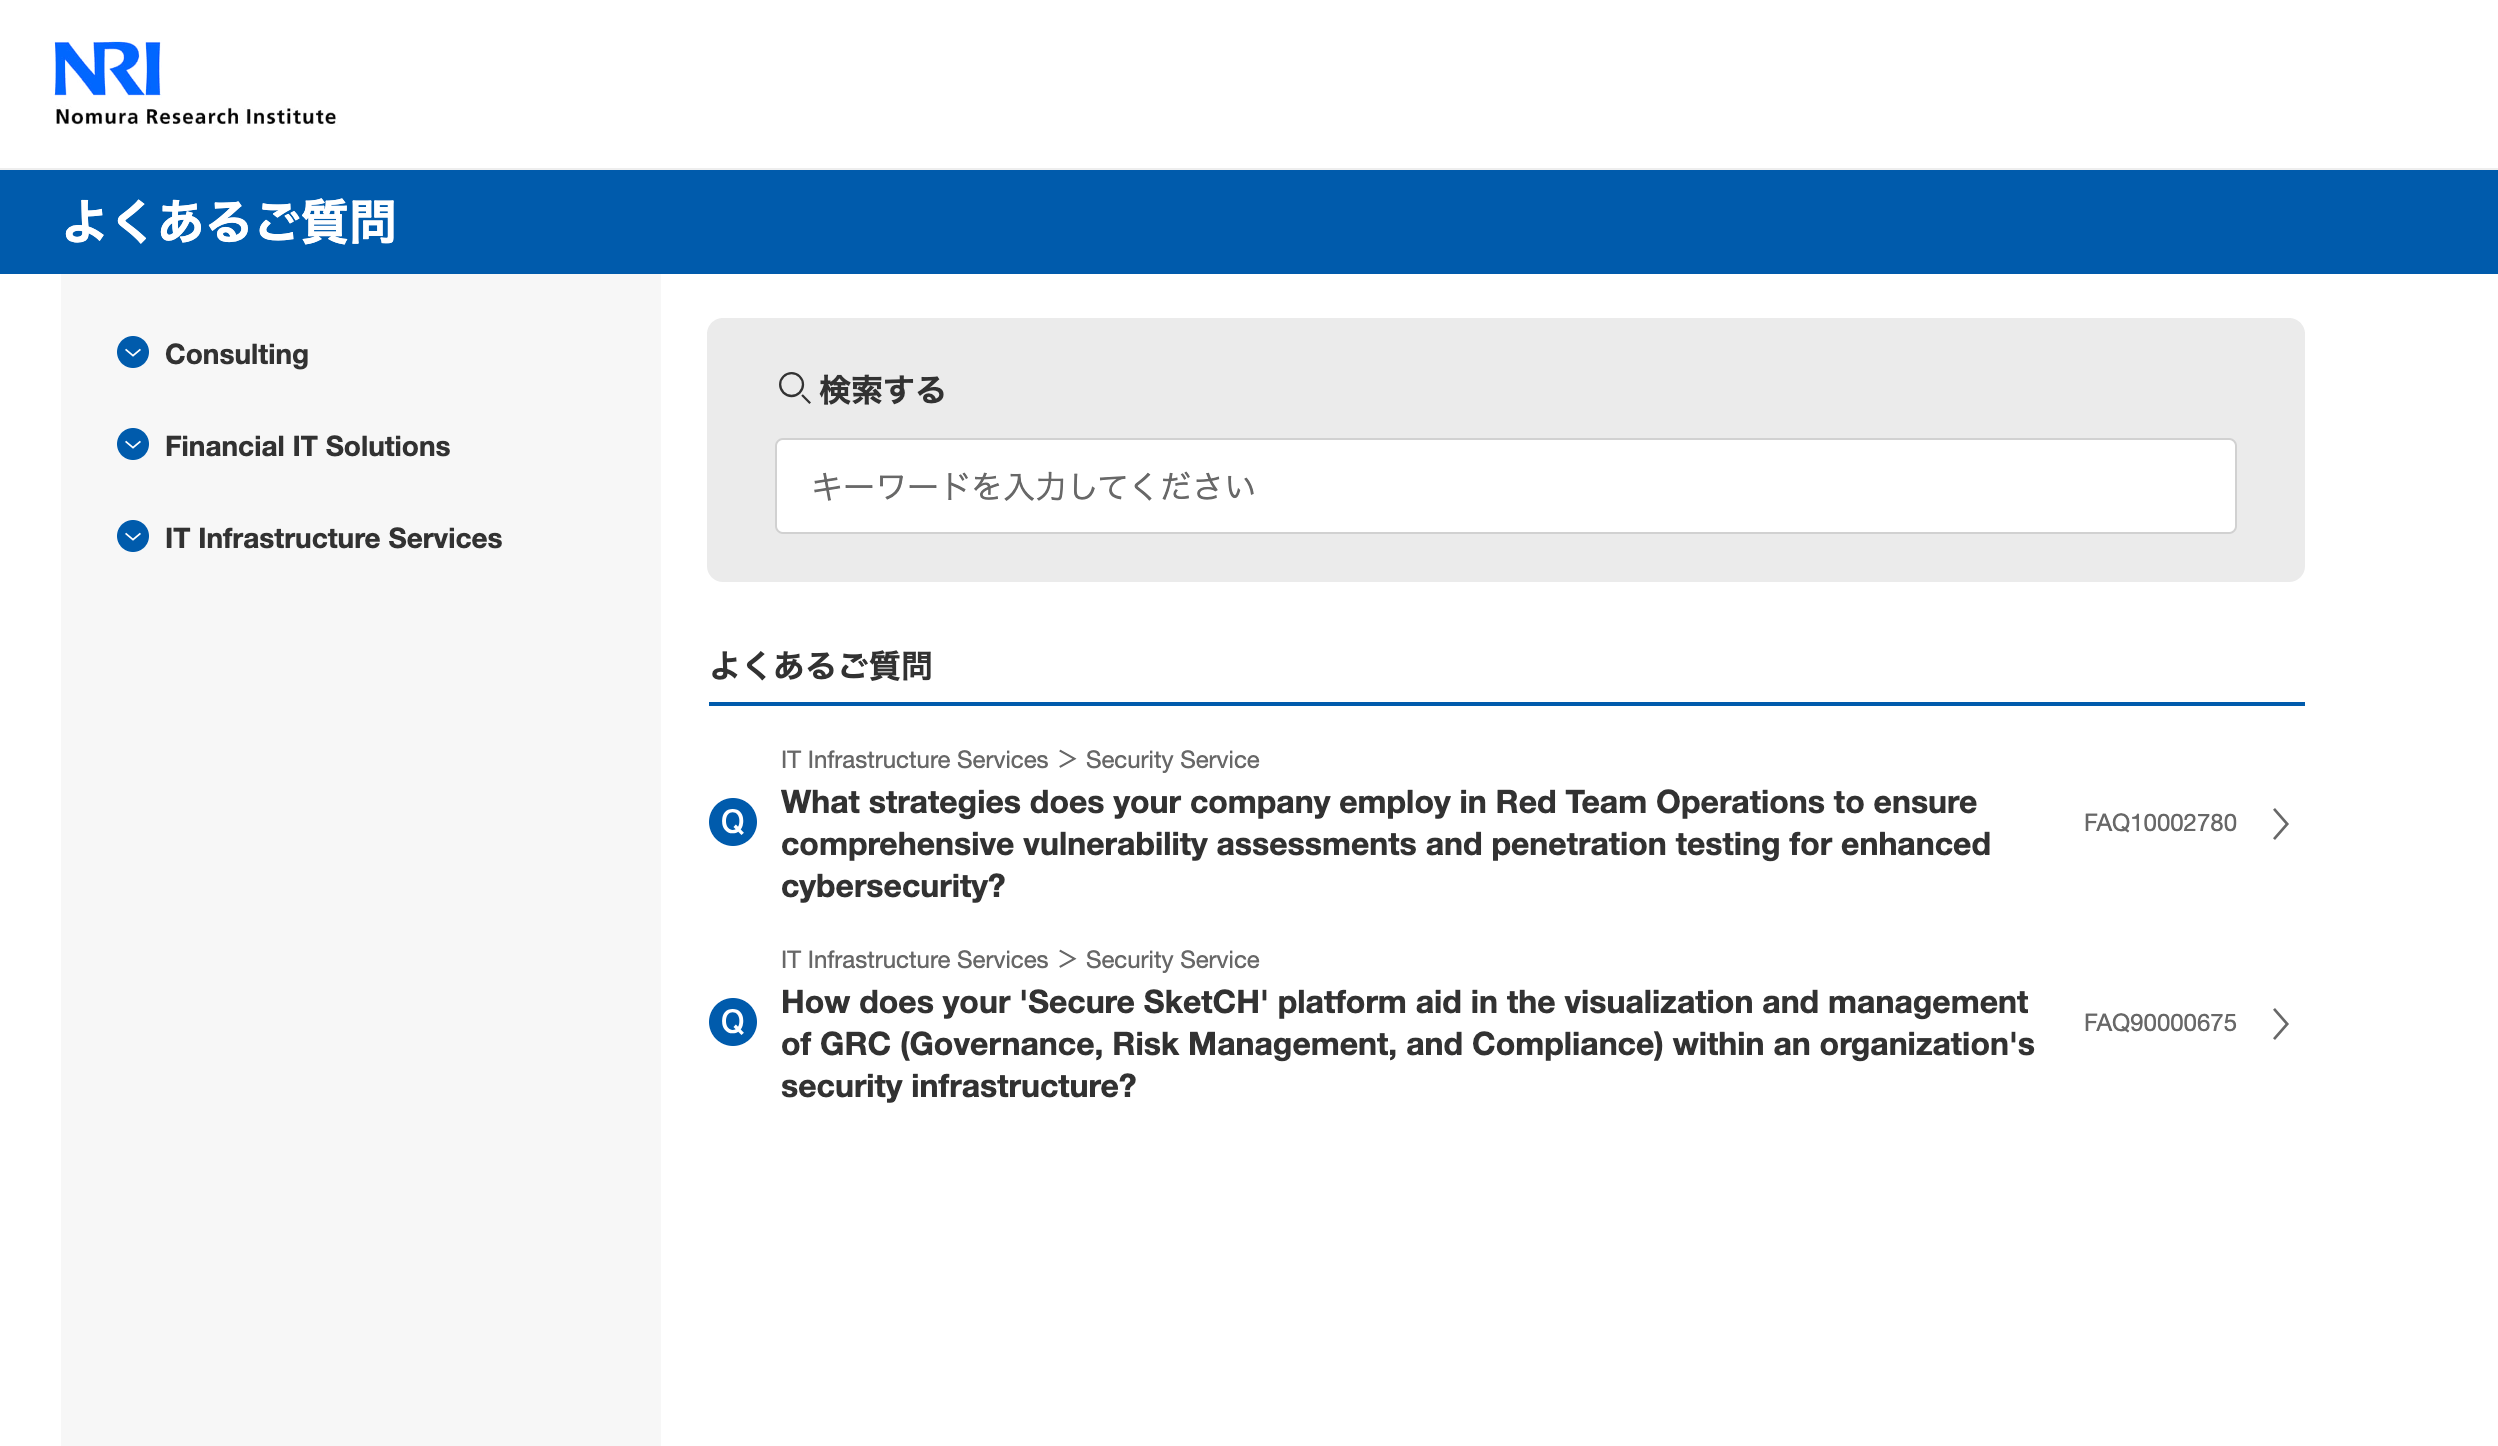 NRI
Nomura Research Institute
よくあるご質問
Consulting
Financial IT Solutions
IT Infrastructure Services
検索する
キーワードを入力してください
よくあるご質問
IT Infrastructure Services > Security Service
Q
What strategies does your company employ in Red Team Operations to ensure
comprehensive vulnerability assessments and penetration testing for enhanced
cybersecurity?
FAQ10002780
IT Infrastructure Services > Security Service
Q
How does your 'Secure SketCH' platform aid in the visualization and management
of GRC (Governance, Risk Management, and Compliance) within an organization's
security infrastructure?
FAQ90000675